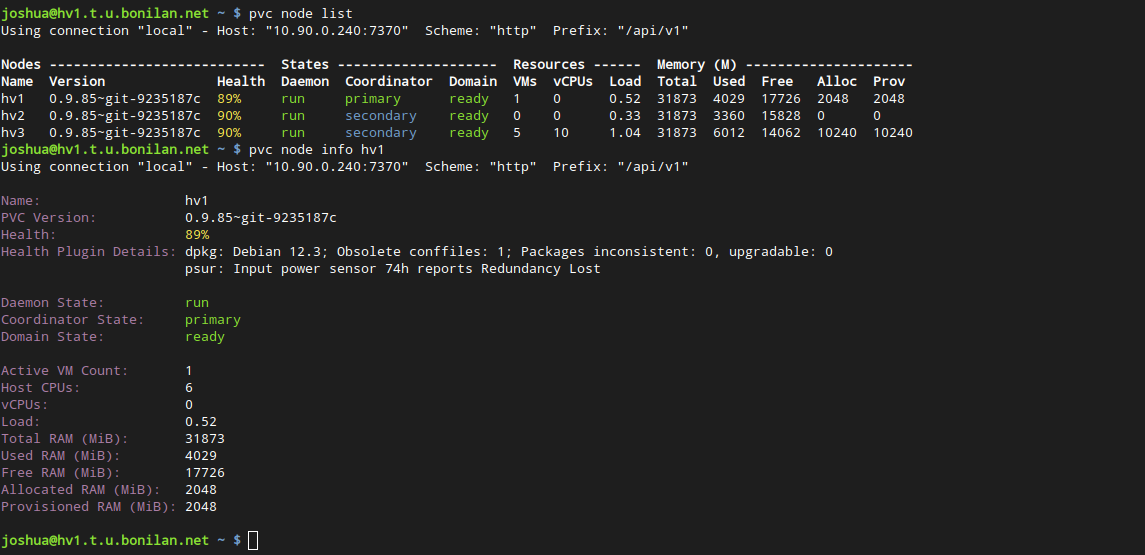 joshua@hv1.t.u.bonilan.net ~ $ pvc node list
Using connection "local" - Host: "10.90.0.240:7370"  Scheme: "http"  Prefix: "/api/v1"
Nodes ---------------------------  States --------------------  Resources ------  Memory (M) ---------------------
Name  Version              Health  Daemon  Coordinator  Domain  VMs  vCPUs  Load  Total  Used  Free   Alloc  Prov
hv1   0.9.85~git-9235187c  89%     run     primary      ready   1    0      0.52  31873  4029  17726  2048   2048
hv2   0.9.85~git-9235187c  90%     run     secondary    ready   0    0      0.33  31873  3360  15828  0      0
hv3   0.9.85~git-9235187c  90%     run     secondary    ready   5    10     1.04  31873  6012  14062  10240  10240
joshua@hv1.t.u.bonilan.net ~ $ pvc node info hv1
Using connection "local" - Host: "10.90.0.240:7370"  Scheme: "http"  Prefix: "/api/v1"
Name:                  hv1
PVC Version:           0.9.85~git-9235187c
Health:                89%
Health Plugin Details: dpkg: Debian 12.3; Obsolete conffiles: 1; Packages inconsistent: 0, upgradable: 0
psur: Input power sensor 74h reports Redundancy Lost
Daemon State:          run
Coordinator State:     primary
Domain State:          ready
Active VM Count:       1
Host CPUs:             6
vCPUs:                 0
Load:                  0.52
Total RAM (MiB):       31873
Used RAM (MiB):        4029
Free RAM (MiB):        17726
Allocated RAM (MiB):   2048
Provisioned RAM (MiB): 2048
joshua@hv1.t.u.bonilan.net ~ $